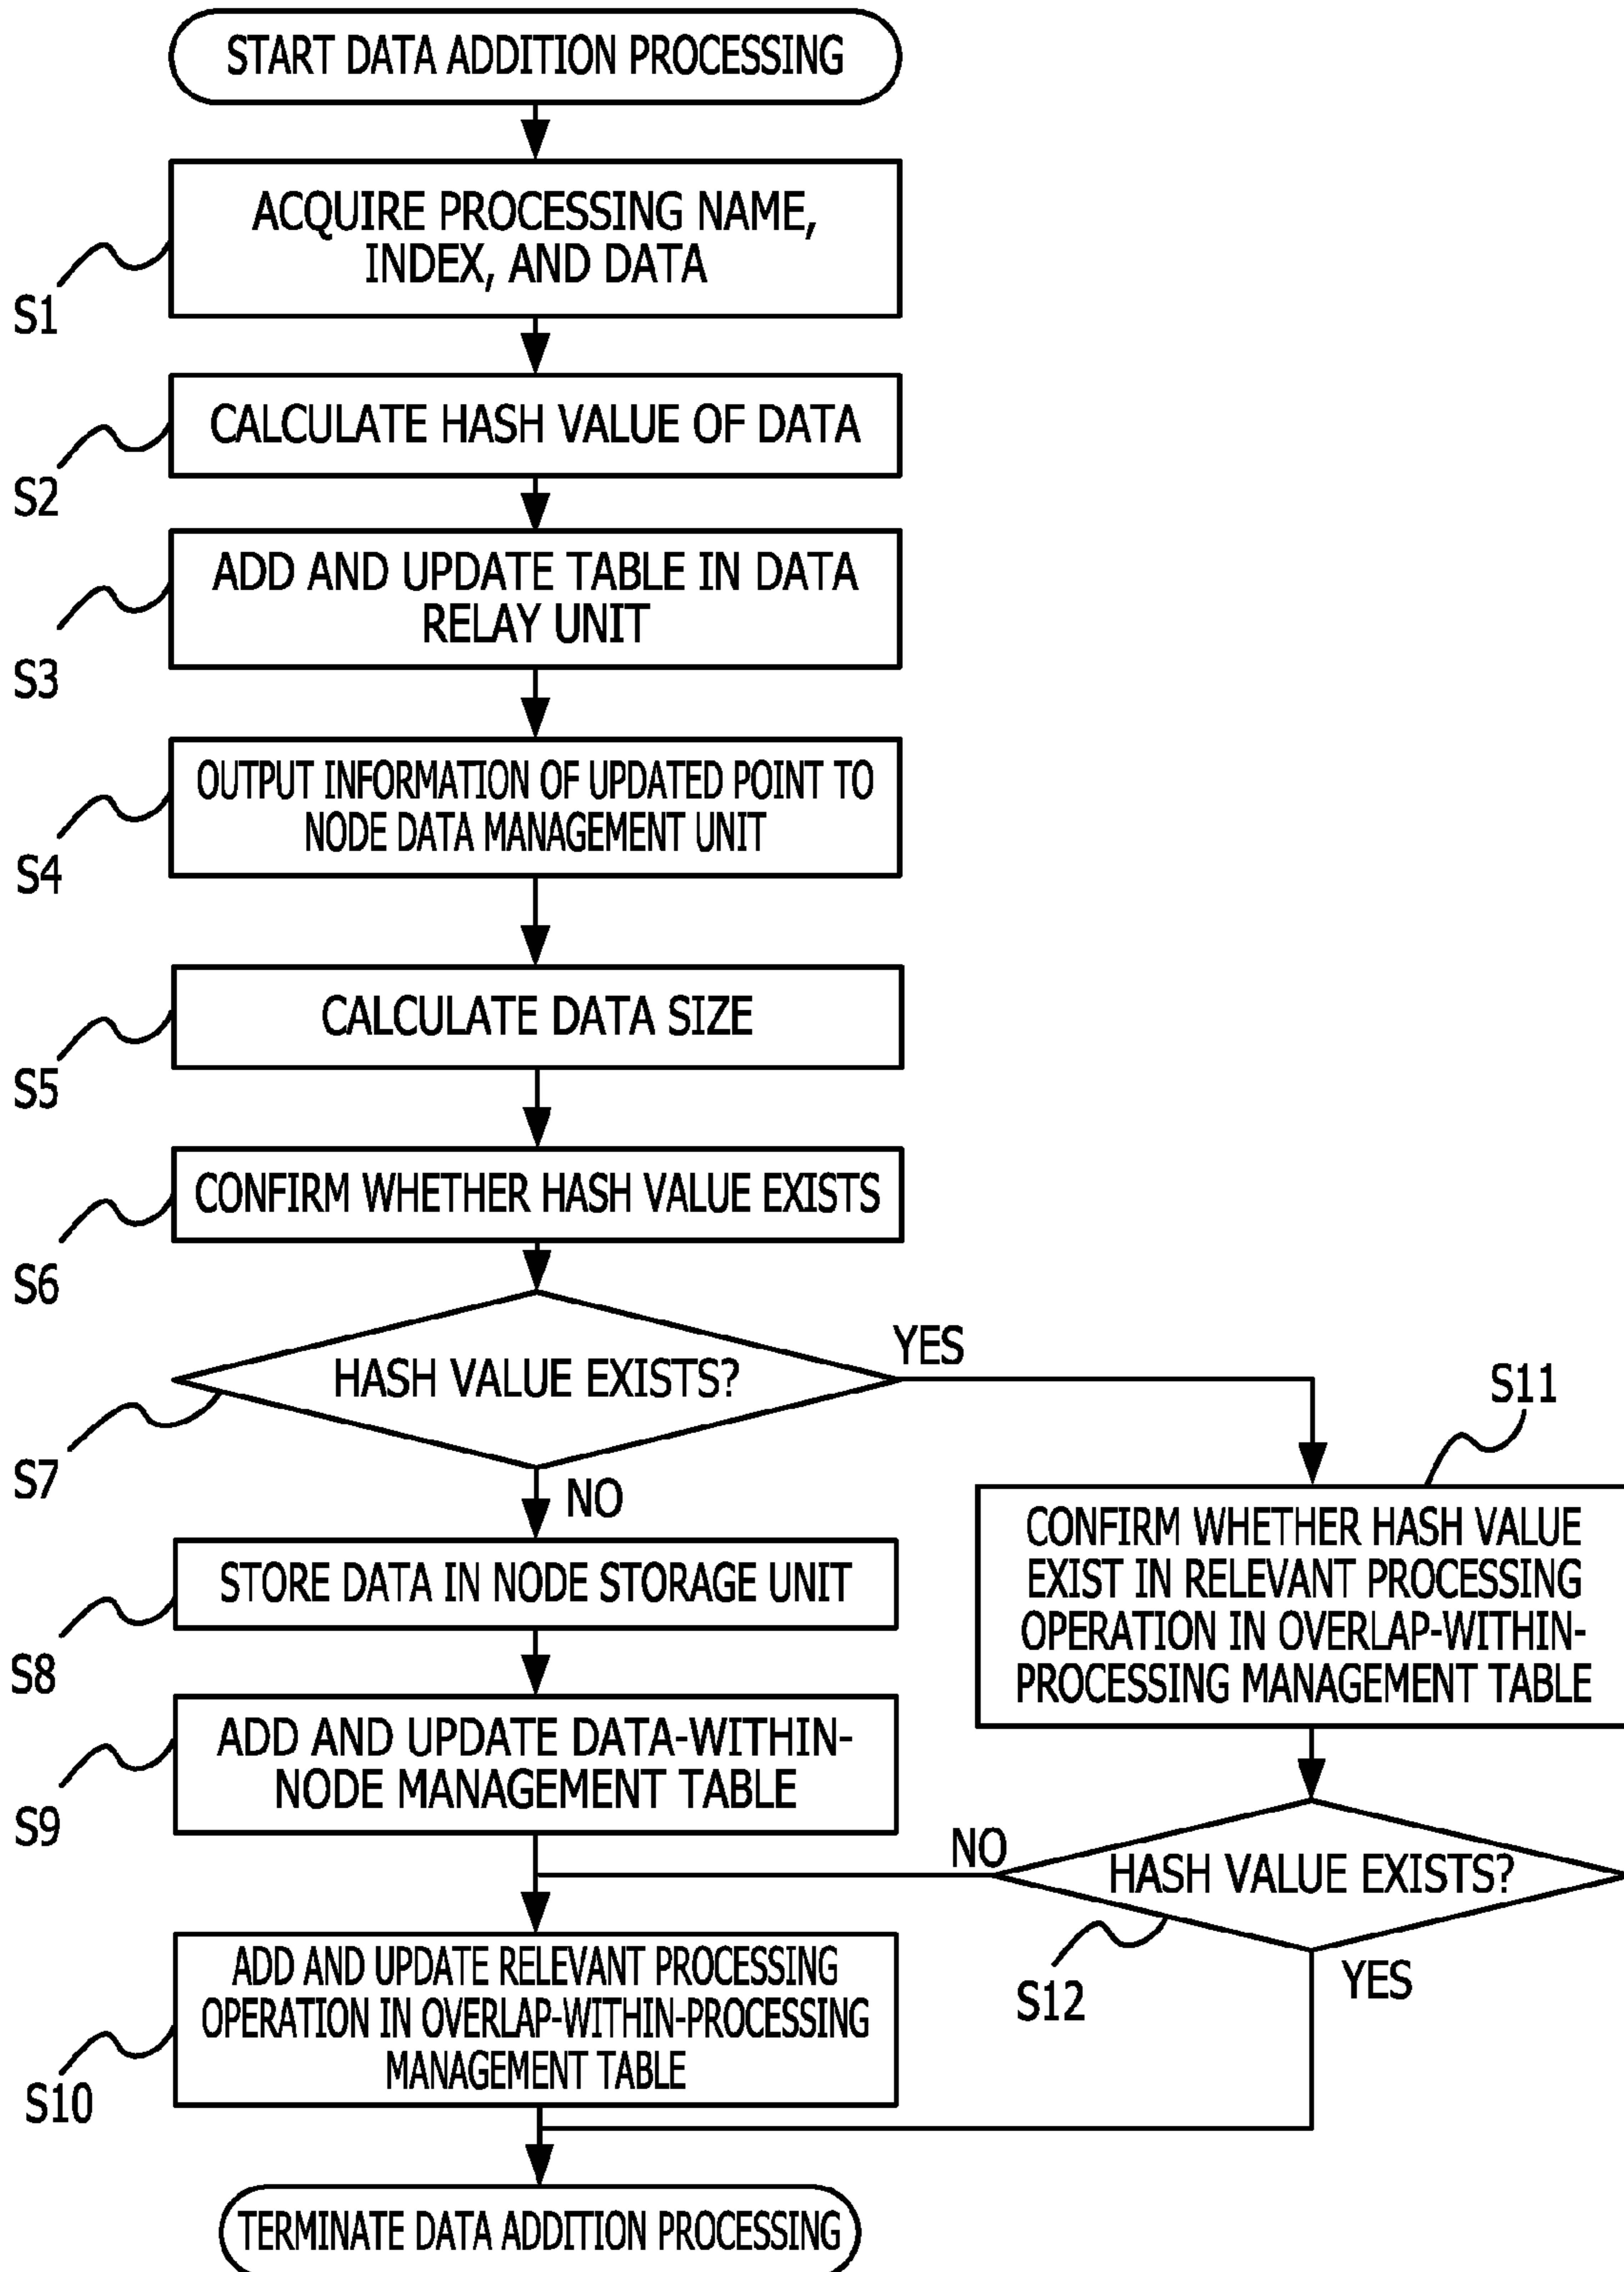 START DATA ADDITION PROCESSING
ACQUIRE PROCESSING NAME,
INDEX, AND DATA
S1
CALCULATE HASH VALUE OF DATA
S2
ADD AND UPDATE TABLE IN DATA
RELAY UNIT
S3
OUTPUT INFORMATION OF UPDATED POINT TO
NODE DATA MANAGEMENT UNIT
S4
CALCULATE DATA SIZE
S5
CONFIRM WHETHER HASH VALUE EXISTS
S6
HASH VALUE EXISTS?
YES
S7
NO
STORE DATA IN NODE STORAGE UNIT
S8
ADD AND UPDATE DATA-WITHIN-
NODE MANAGEMENT TABLE
S9
S11
CONFIRM WHETHER HASH VALUE
EXIST IN RELEVANT PROCESSING
OPERATION IN OVERLAP-WITHIN-
PROCESSING MANAGEMENT TABLE
NO
HASH VALUE EXISTS?
S12
YES
ADD AND UPDATE RELEVANT PROCESSING
OPERATION IN OVERLAP-WITHIN-PROCESSING
MANAGEMENT TABLE
S10
TERMINATE DATA ADDITION PROCESSING